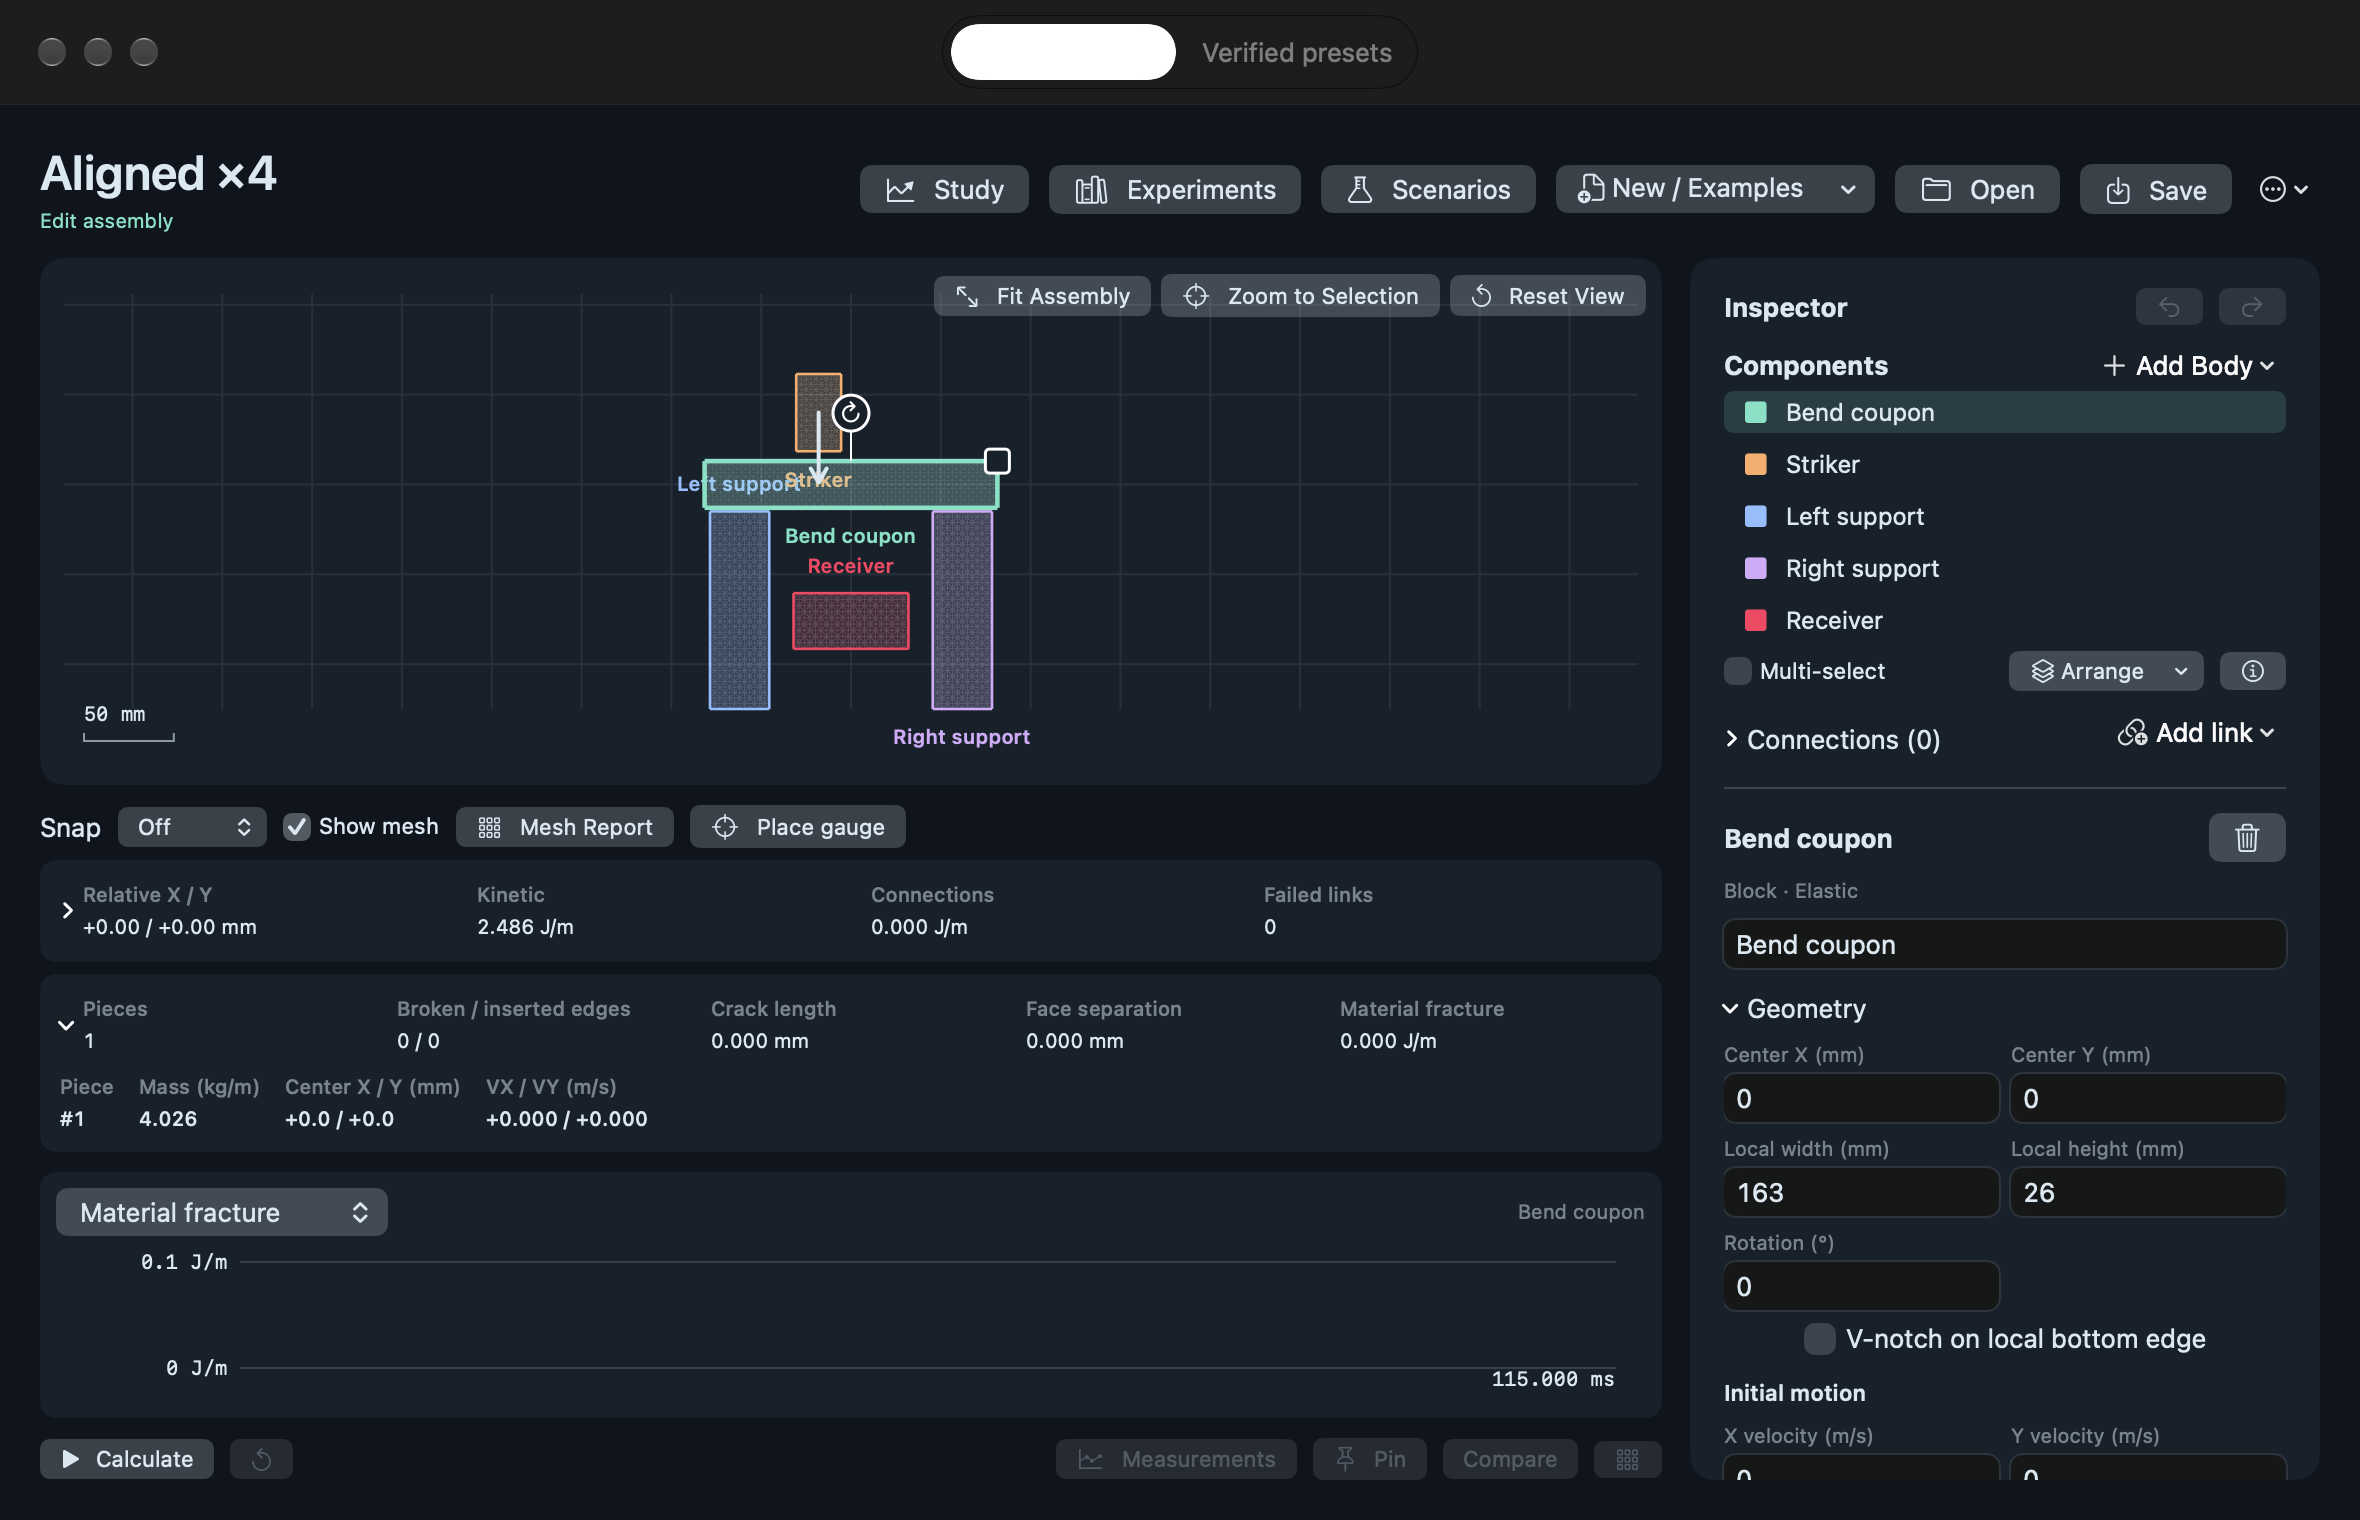 Verified presets
Aligned ×4
Edit assembly
Study
Experiments
Scenarios
New / Examples
Open
Save
Fit Assembly
Zoom to Selection
Reset View
Left support
Striker
Bend coupon
Receiver
Right support
50 mm
Snap
Off
Show mesh
Mesh Report
Place gauge
Relative X / Y
+0.00 / +0.00 mm
Kinetic
2.486 J/m
Connections
0.000 J/m
Failed links
0
Pieces
1
Broken / inserted edges
0 / 0
Crack length
0.000 mm
Face separation
0.000 mm
Material fracture
0.000 J/m
Piece Mass (kg/m) Center X / Y (mm) VX / VY (m/s)
#1 4.026 +0.0 / +0.0 +0.000 / +0.000
Material fracture
Bend coupon
0.1 J/m
0 J/m
115.000 ms
Calculate
Measurements
Pin
Compare
Inspector
Components
Add Body
Bend coupon
Striker
Left support
Right support
Receiver
Multi-select
Arrange
Connections (0)
Add link
Bend coupon
Block · Elastic
Bend coupon
Geometry
Center X (mm) Center Y (mm)
0 0
Local width (mm) Local height (mm)
163 26
Rotation (°)
0
V-notch on local bottom edge
Initial motion
X velocity (m/s) Y velocity (m/s)
0 0